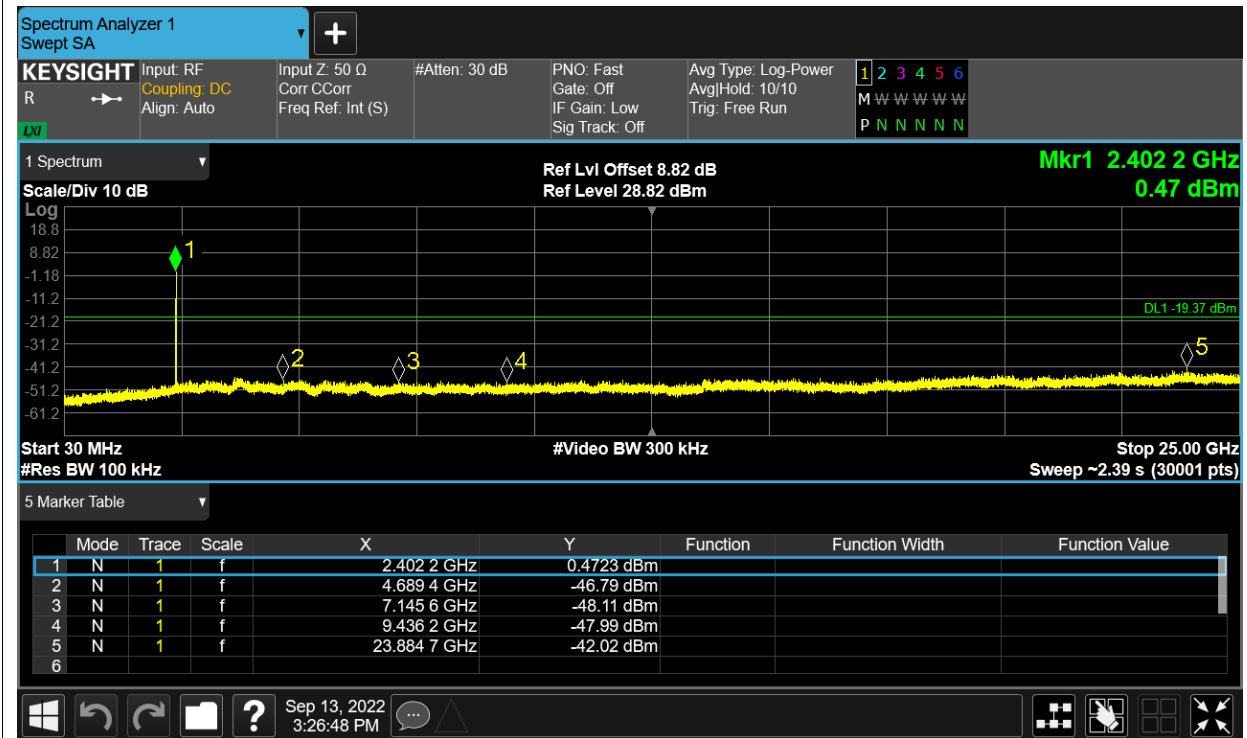 Spectrum Analyzer 1
Swept SA
+
KEYSIGHT Input: RF Input Z: 50 Ω #Atten: 30 dB PNO: Fast Avg Type: Log-Power 1 2 3 4 5 6
R Coupling: DC Corr CCorr Gate: Off Avg|Hold: 10/10 M W W W W W
Align: Auto Freq Ref: Int (S) IF Gain: Low Trig: Free Run
LXI Sig Track: Off P N N N N N
1 Spectrum Ref Lvl Offset 8.82 dB Mkr1 2.402 2 GHz
Scale/Div 10 dB Ref Level 28.82 dBm 0.47 dBm
Log
18.8
8.82 1
-1.18
-11.2 DL1 -19.37 dBm
-21.2
-31.2 5
-41.2 2 3 4
-51.2
-61.2
Start 30 MHz #Video BW 300 kHz Stop 25.00 GHz
#Res BW 100 kHz Sweep ~2.39 s (30001 pts)
5 Marker Table
Mode Trace Scale X Y Function Function Width Function Value
1 N 1 f 2.402 2 GHz 0.4723 dBm
2 N 1 f 4.689 4 GHz -46.79 dBm
3 N 1 f 7.145 6 GHz -48.11 dBm
4 N 1 f 9.436 2 GHz -47.99 dBm
5 N 1 f 23.884 7 GHz -42.02 dBm
6
? Sep 13, 2022
3:26:48 PM